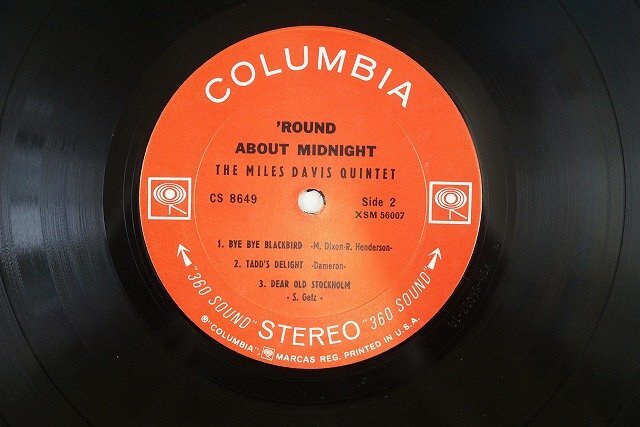 COLUMBIA
'ROUND
ABOUT MIDNIGHT
THE MILES DAVIS QUINTET
CS 8649
Side 2
XSM 56007
1. BYE BYE BLACKBIRD -M. Dixon-R. Henderson-
2. TADD'S DELIGHT -Dameron-
3. DEAR OLD STOCKHOLM
- S. Getz -
"360 SOUND" STEREO "360 SOUND"
® "COLUMBIA", MARCAS REG. PRINTED IN U.S.A.